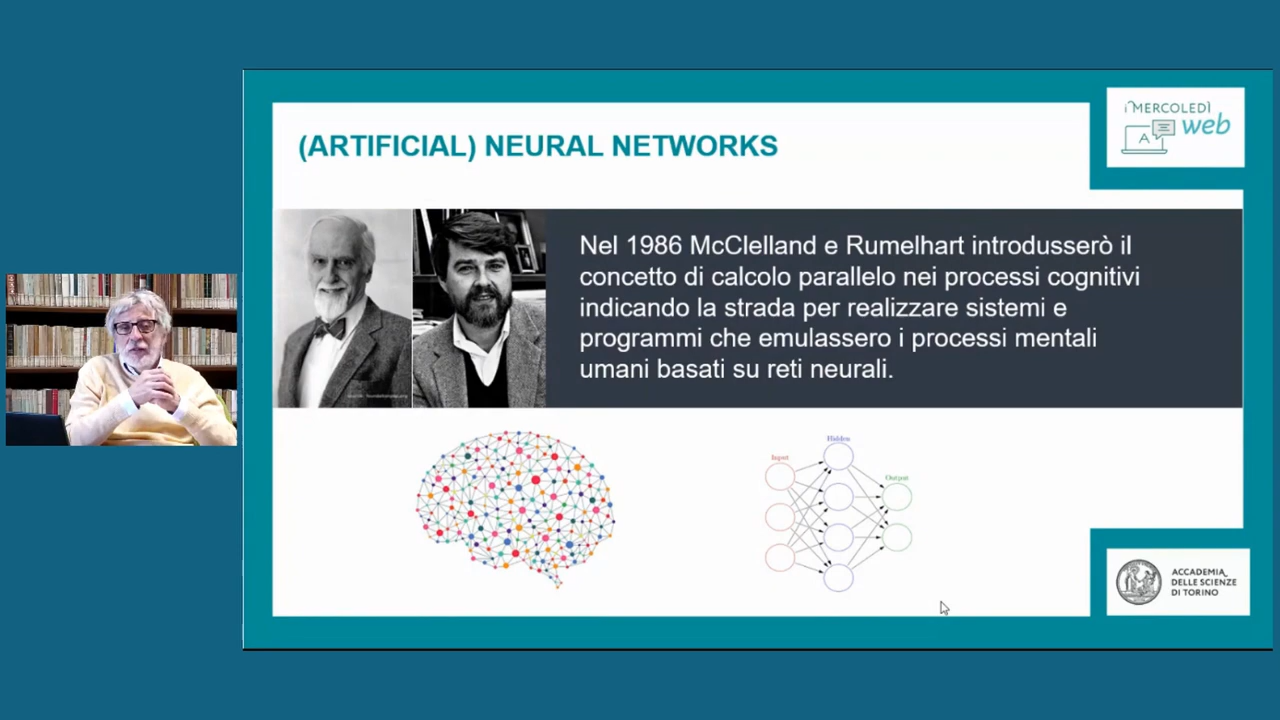 (ARTIFICIAL) NEURAL NETWORKS
i MERCOLEDÌ
A
web
Nel 1986 McClelland e Rumelhart introdusserò il
concetto di calcolo parallelo nei processi cognitivi
indicando la strada per realizzare sistemi e
programmi che emulassero i processi mentali
umani basati su reti neurali.
Hidden
Input
Output
ACCADEMIA
DELLE SCIENZE
DI TORINO